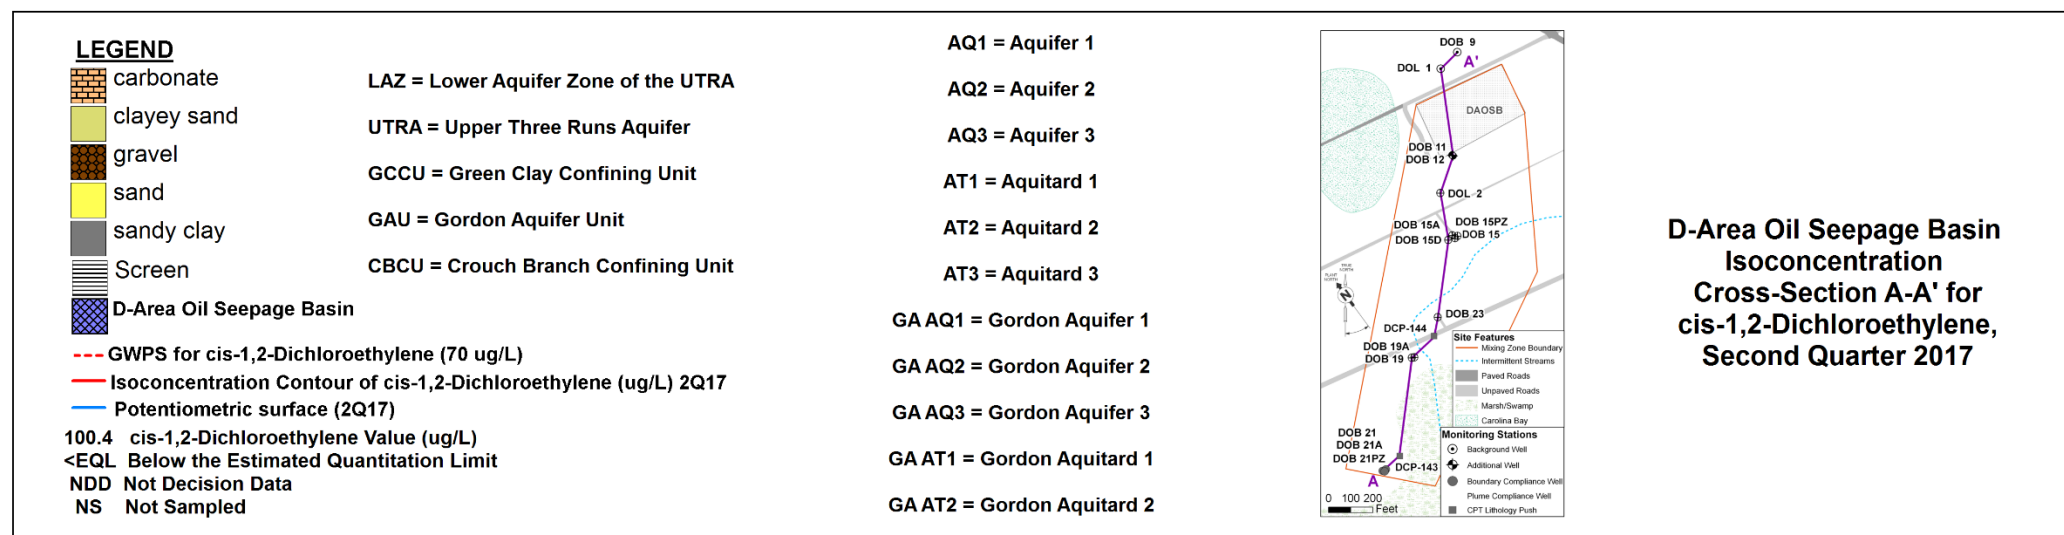 LEGEND
carbonate
clayey sand
gravel
sand
sandy clay
Screen
D-Area Oil Seepage Basin
GWPS for cis-1,2-Dichloroethylene (70 ug/L)
Isoconcentration Contour of cis-1,2-Dichloroethylene (ug/L) 2Q17
Potentiometric surface (2Q17)
100.4 cis-1,2-Dichloroethylene Value (ug/L)
<EQL Below the Estimated Quantitation Limit
NDD Not Decision Data
NS Not Sampled
LAZ = Lower Aquifer Zone of the UTRA
UTRA = Upper Three Runs Aquifer
GCCU = Green Clay Confining Unit
GAU = Gordon Aquifer Unit
CBCU = Crouch Branch Confining Unit
AQ1 = Aquifer 1
AQ2 = Aquifer 2
AQ3 = Aquifer 3
AT1 = Aquitard 1
AT2 = Aquitard 2
AT3 = Aquitard 3
GA AQ1 = Gordon Aquifer 1
GA AQ2 = Gordon Aquifer 2
GA AQ3 = Gordon Aquifer 3
GA AT1 = Gordon Aquitard 1
GA AT2 = Gordon Aquitard 2
DOB 9
A'
DOL 1
DAOSB
DOB 11
DOB 12
DOL 2
DOB 15A
DOB 15PZ
DOB 15D
DOB 15
TRUE NORTH
PLANT NORTH
N
DOB 23
DCP-144
DOB 19A
DOB 19
DOB 21
DOB 21A
DOB 21PZ
DCP-143
A
0 100 200
Feet
Site Features
Mixing Zone Boundary
Intermittent Streams
Paved Roads
Unpaved Roads
Marsh/Swamp
Carolina Bay
Monitoring Stations
Background Well
Additional Well
Boundary Compliance Well
Plume Compliance Well
CPT Lithology Push
D-Area Oil Seepage Basin
Isoconcentration
Cross-Section A-A' for
cis-1,2-Dichloroethylene,
Second Quarter 2017